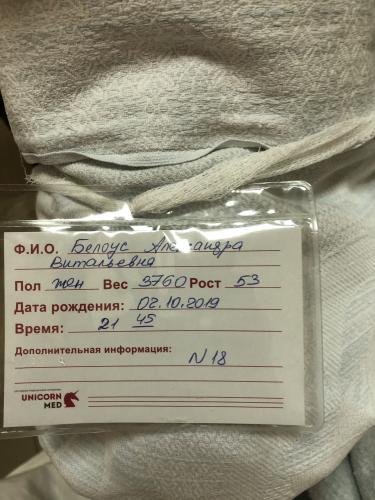 Ф.И.О. Белоус Александра
Витальевна
Пол жен Вес 3760 Рост 53
Дата рождения: 02.10.2019
Время: 21 45
Дополнительная информация:
N 18
UNICORN
MED